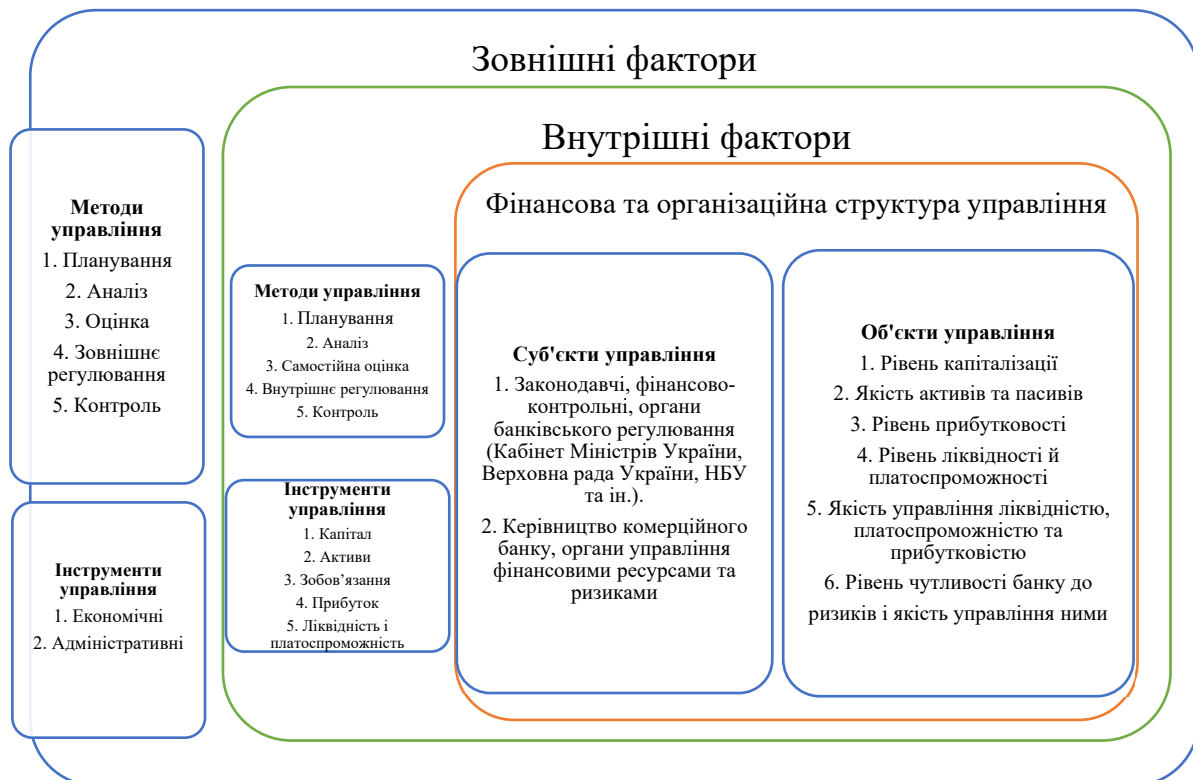 Зовнішні фактори
Внутрішні фактори
Фінансова та організаційна структура управління
Методи
управління
1. Планування
2. Аналіз
3. Оцінка
4. Зовнішнє
регулювання
5. Контроль
Інструменти
управління
1. Економічні
2. Адміністративні
Методи управління
1. Планування
2. Аналіз
3. Самостійна оцінка
4. Внутрішнє регулювання
5. Контроль
Інструменти
управління
1. Капітал
2. Активи
3. Зобов’язання
4. Прибуток
5. Ліквідність і
платоспроможність
Суб'єкти управління
1. Законодавчі, фінансово-
контрольні, органи
банківського регулювання
(Кабінет Міністрів України,
Верховна рада України, НБУ
та ін.).
2. Керівництво комерційного
банку, органи управління
фінансовими ресурсами та
ризиками
Об'єкти управління
1. Рівень капіталізації
2. Якість активів та пасивів
3. Рівень прибутковості
4. Рівень ліквідності й
платоспроможності
5. Якість управління ліквідністю,
платоспроможністю та
прибутковістю
6. Рівень чутливості банку до
ризиків і якість управління ними